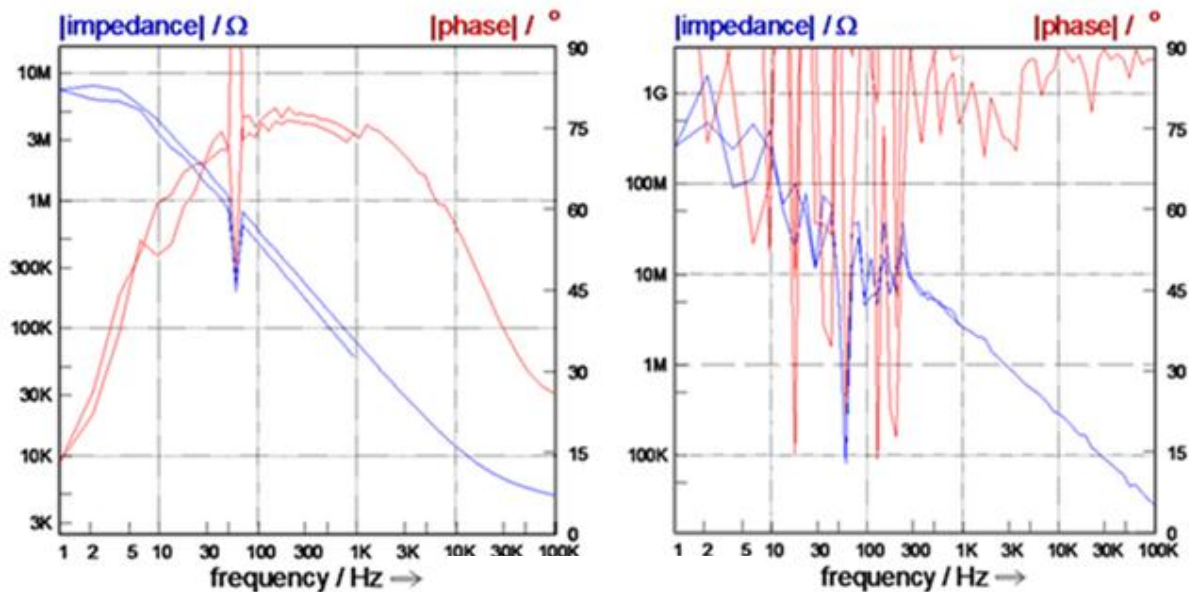 |impedance| / Ω |phase| / °
10M
3M
1M
300K
100K
30K
10K
3K
90
75
60
45
30
15
0
1 2 5 10 30 100 300 1K 3K 10K 30K 100K
frequency / Hz →
|impedance| / Ω |phase| / °
1G
100M
10M
1M
100K
90
75
60
45
30
15
0
1 2 5 10 30 100 300 1K 3K 10K 30K 100K
frequency / Hz →